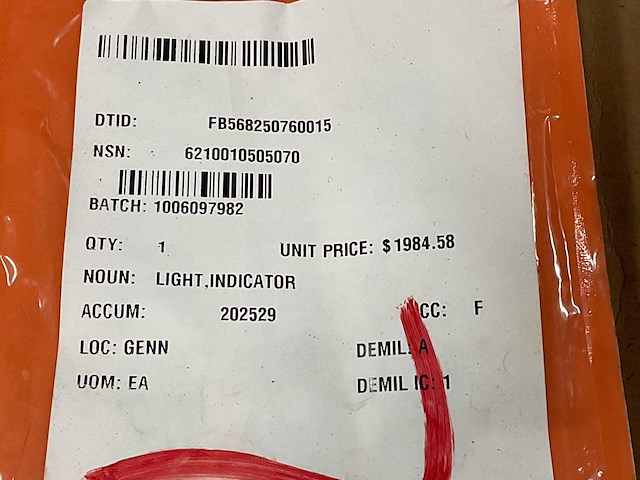 DTID: FB568250760015
NSN: 6210010505070
BATCH: 1006097982
QTY: 1 UNIT PRICE: $1984.58
NOUN: LIGHT,INDICATOR
ACCUM: 202529 CC: F
LOC: GENN DEMIL: A
UOM: EA DEMIL IC: 1